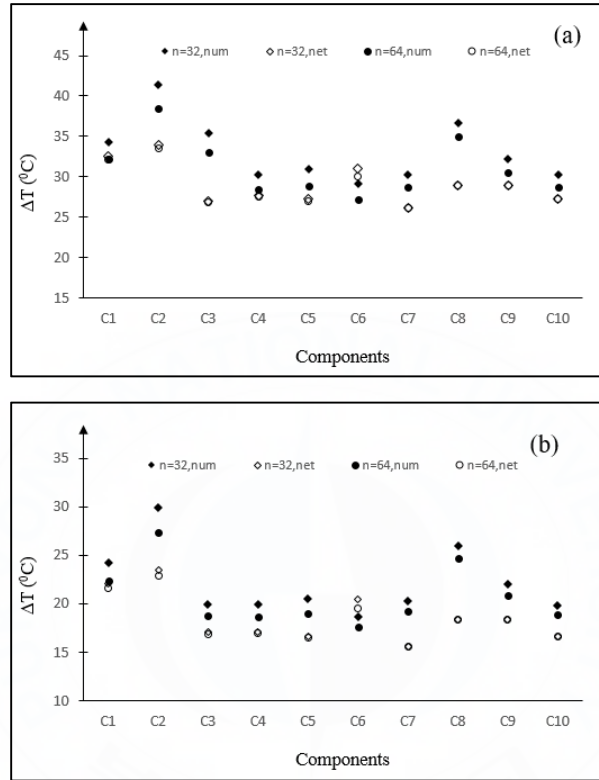 (a)
n=32,num n=32,net n=64,num n=64,net
45
40
35
30
25
20
15
ΔT (⁰C)
C1 C2 C3 C4 C5 C6 C7 C8 C9 C10
Components
(b)
n=32,num n=32,net n=64,num n=64,net
35
30
25
20
15
10
ΔT (⁰C)
C1 C2 C3 C4 C5 C6 C7 C8 C9 C10
Components